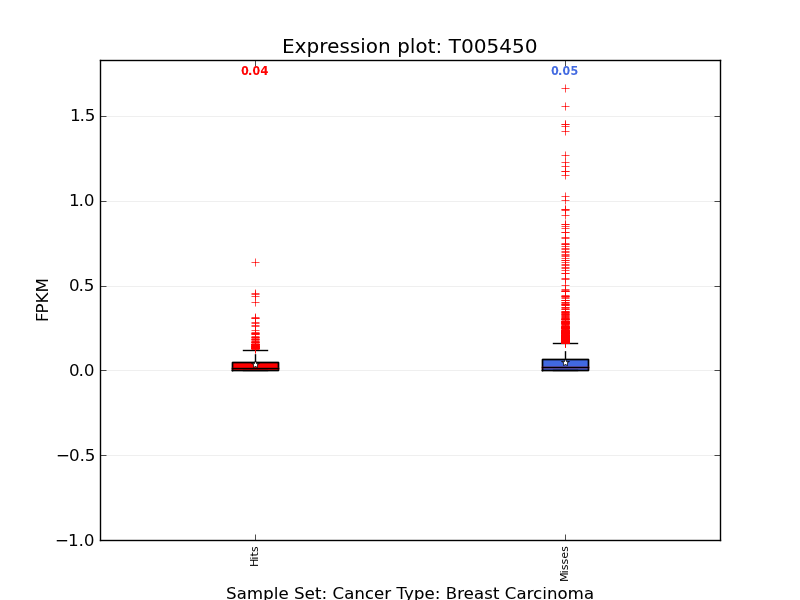 Expression plot: T005450
0.04
0.05
1.5
1.0
0.5
0.0
−0.5
−1.0
FPKM
Hits
Misses
Sample Set: Cancer Type: Breast Carcinoma